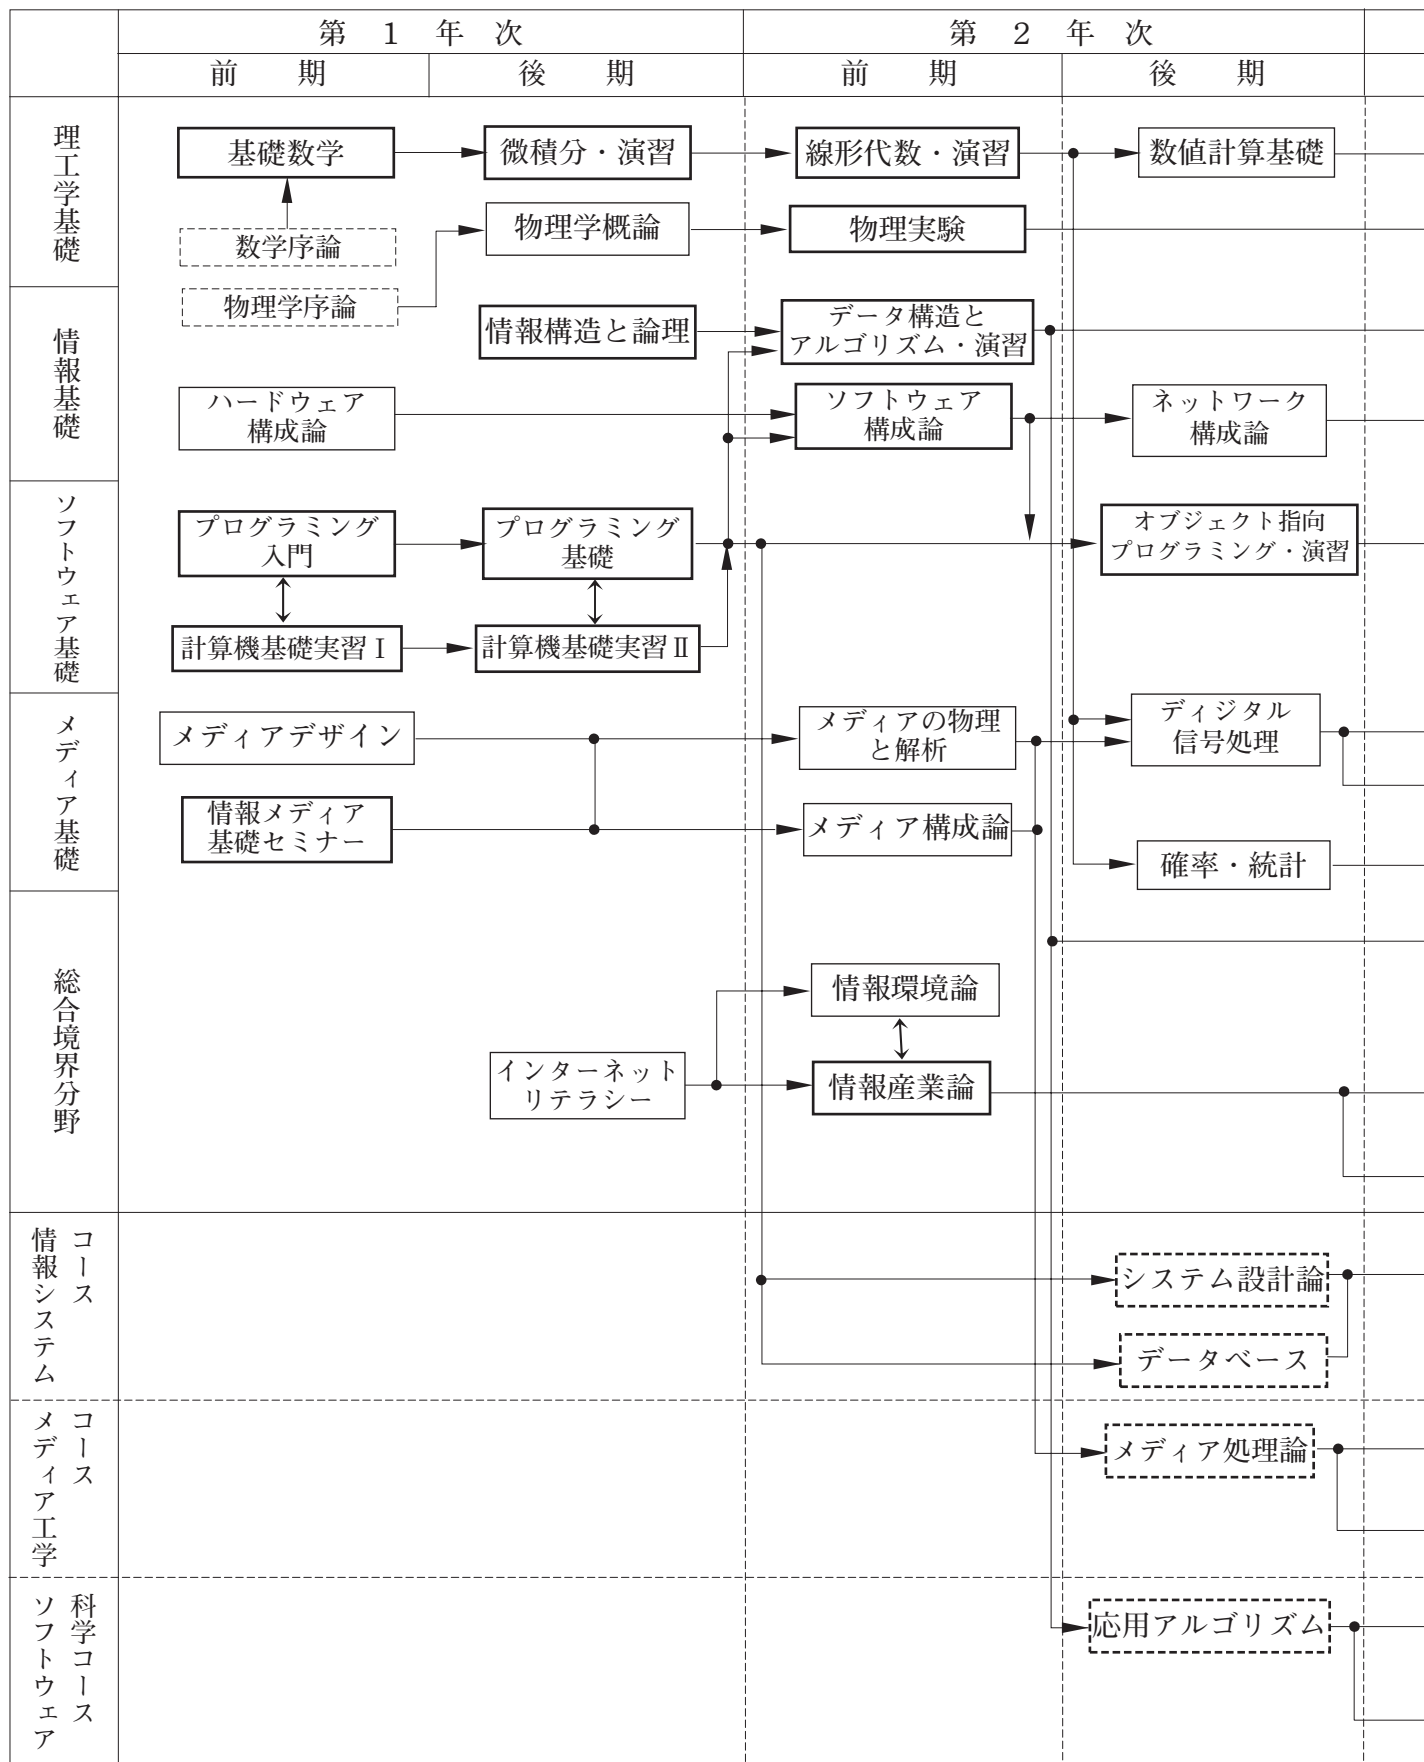 第 1 年 次
第 2 年 次
前 期
後 期
前 期
後 期
理工学基礎
基礎数学
微積分・演習
線形代数・演習
数値計算基礎
数学序論
物理学概論
物理実験
物理学序論
情報基礎
情報構造と論理
データ構造と
アルゴリズム・演習
ハードウェア
構成論
ソフトウェア
構成論
ネットワーク
構成論
ソフトウェア基礎
プログラミング
入門
プログラミング
基礎
オブジェクト指向
プログラミング・演習
計算機基礎実習Ⅰ
計算機基礎実習Ⅱ
メディア基礎
メディアデザイン
メディアの物理
と解析
ディジタル
信号処理
情報メディア
基礎セミナー
メディア構成論
確率・統計
総合境界分野
情報環境論
インターネット
リテラシー
情報産業論
情報システム
コース
システム設計論
データベース
メディア工学
コース
メディア処理論
ソフトウェア
科学コース
応用アルゴリズム